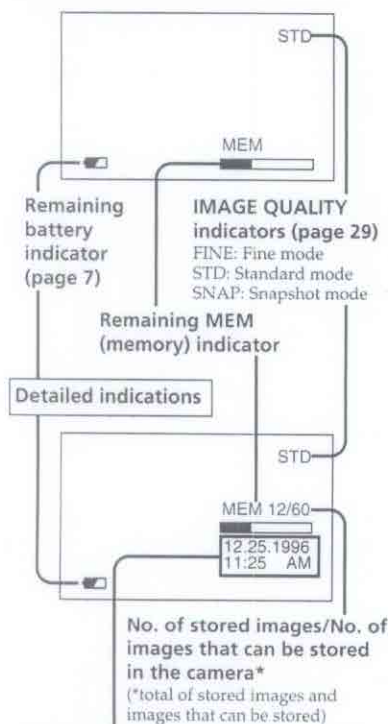 STD
MEM
Remaining
battery
indicator
(page 7)
IMAGE QUALITY
indicators (page 29)
FINE: Fine mode
STD: Standard mode
SNAP: Snapshot mode
Remaining MEM
(memory) indicator
Detailed indications
STD
MEM 12/60
12.25.1996
11:25 AM
No. of stored images/No. of
images that can be stored
in the camera*
(*total of stored images and
images that can be stored)